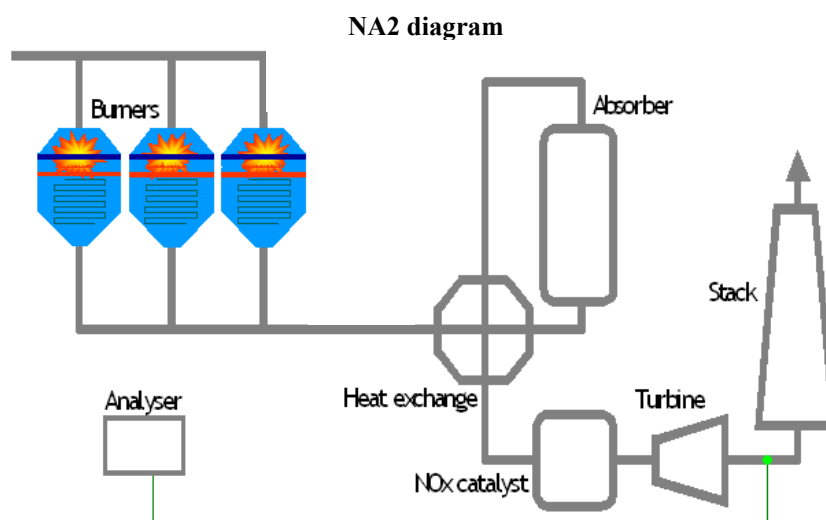 NA2 diagram
Burners
Absorber
Stack
Heat exchange
Analyser
Turbine
NOx catalyst